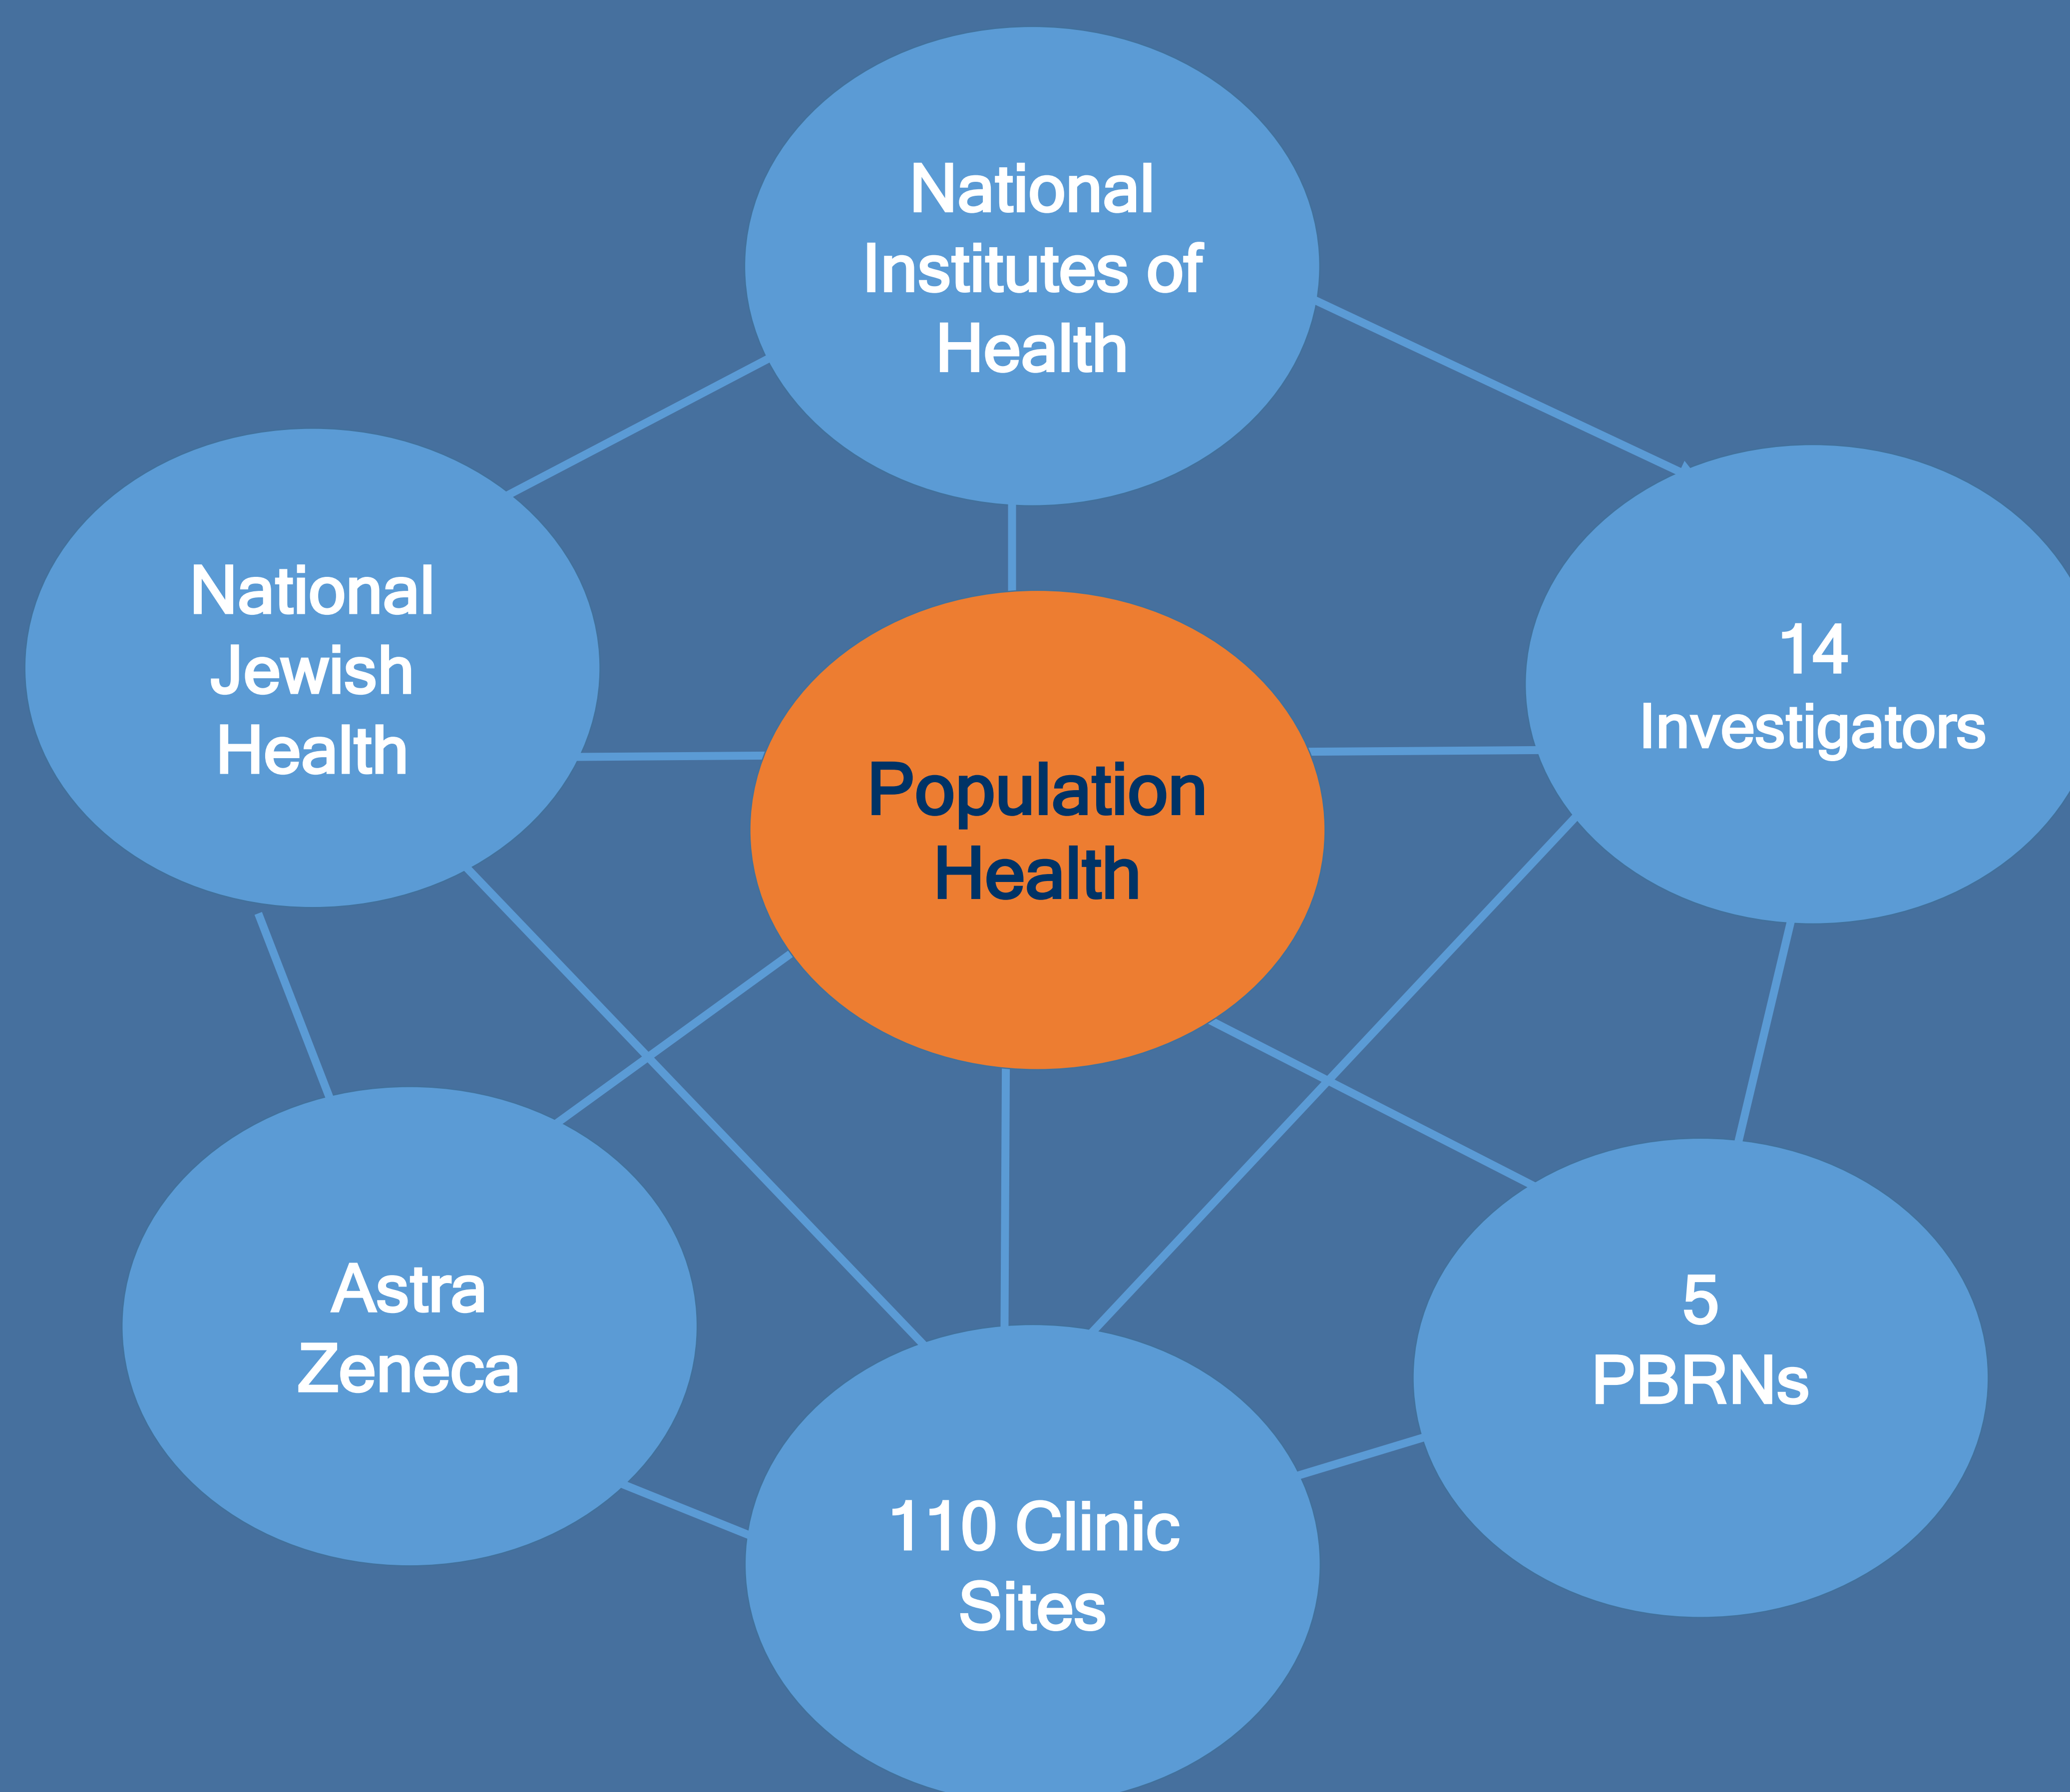 National
Institutes of
Health
National
Jewish
Health
14
Investigators
Population
Health
Astra
Zeneca
5
PBRNs
110 Clinic
Sites